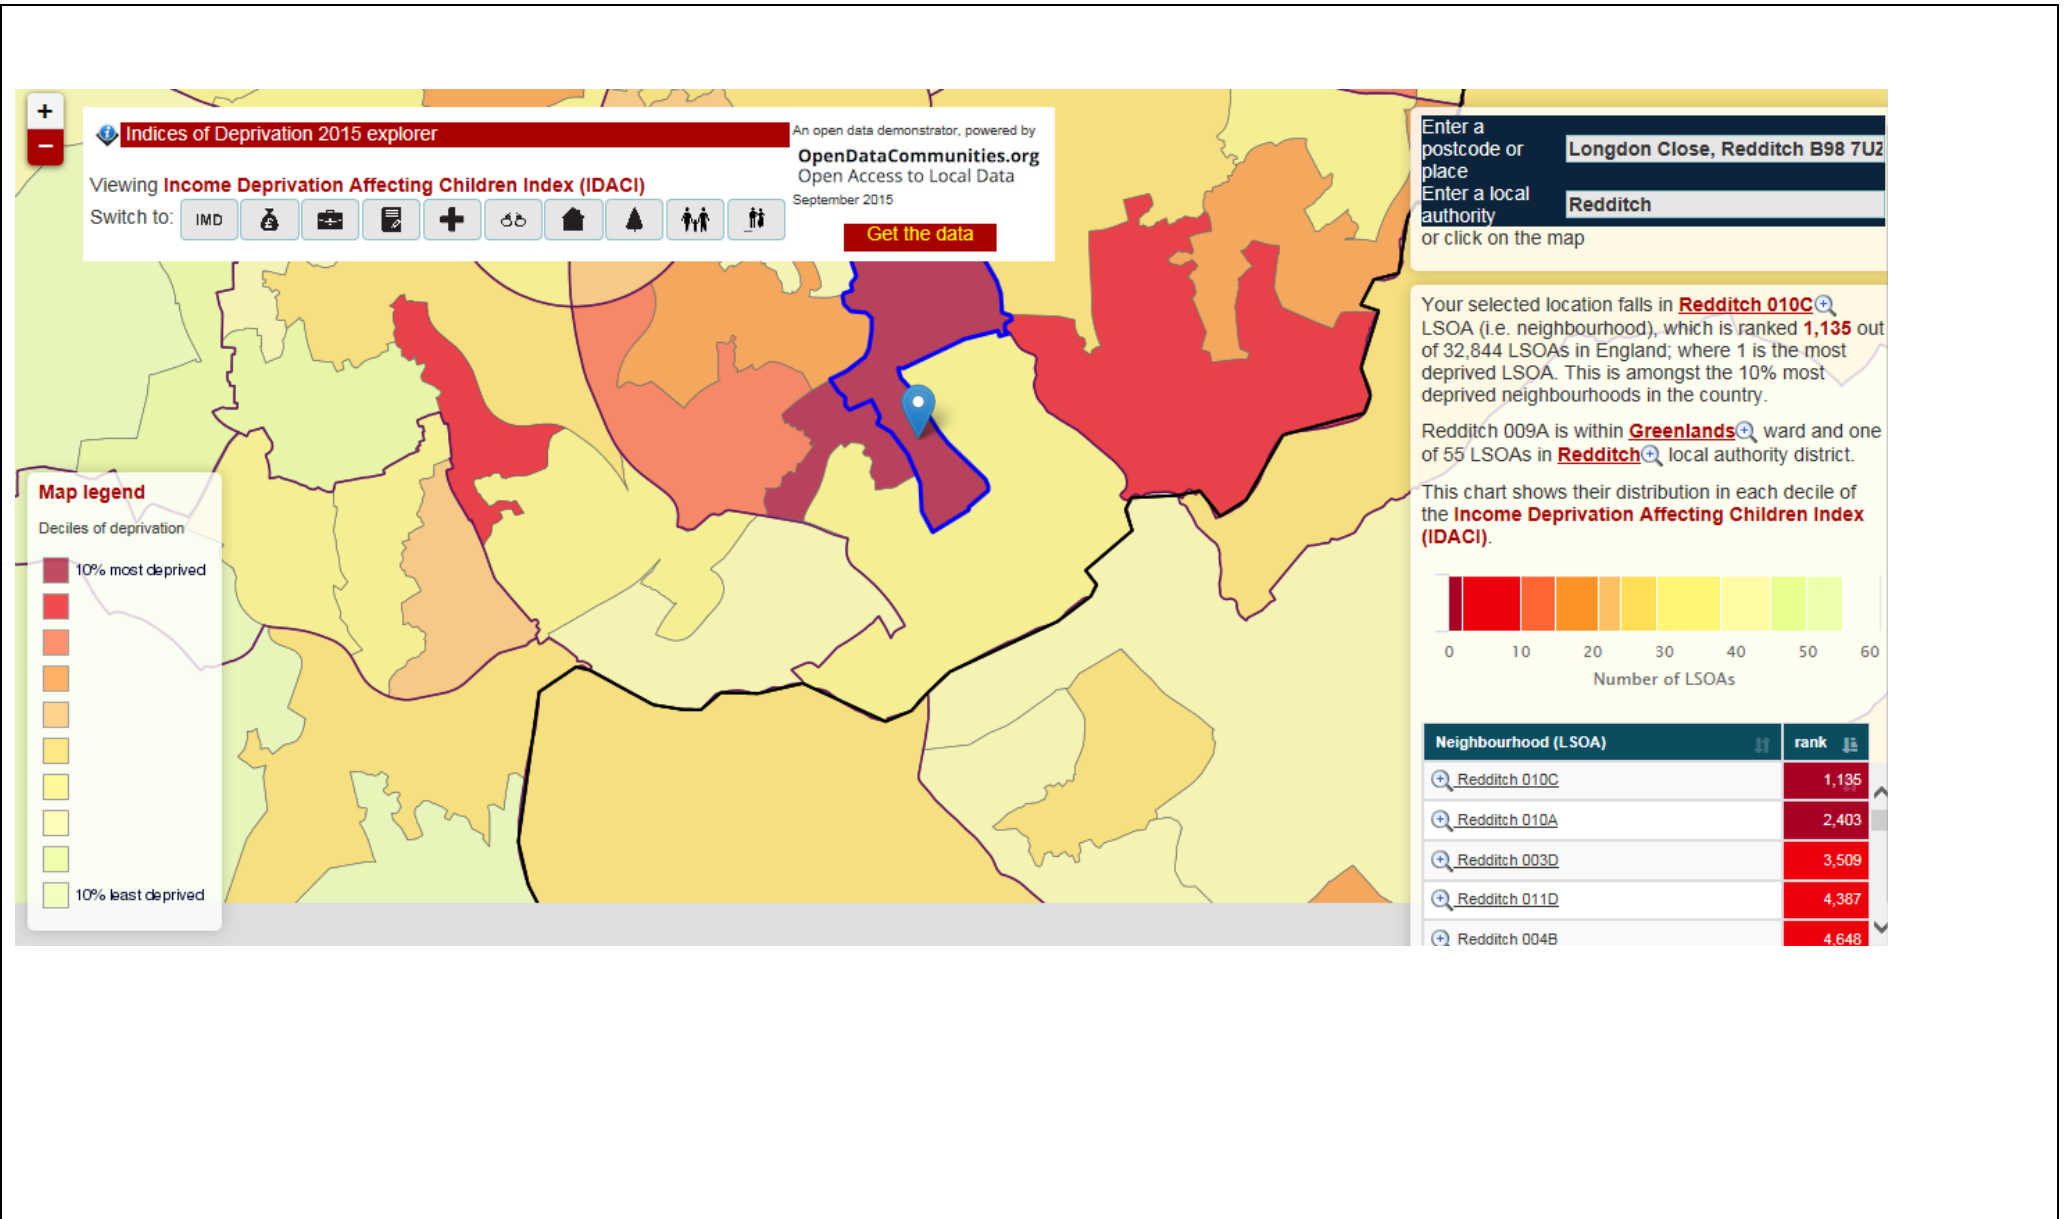 +
−
Indices of Deprivation 2015 explorer
An open data demonstrator, powered by
OpenDataCommunities.org
Open Access to Local Data
September 2015
Viewing Income Deprivation Affecting Children Index (IDACI)
Switch to:
IMD
Get the data
Enter a
postcode or
place
Longdon Close, Redditch B98 7UZ
Enter a local
authority
Redditch
or click on the map
Your selected location falls in Redditch 010C
LSOA (i.e. neighbourhood), which is ranked 1,135 out
of 32,844 LSOAs in England; where 1 is the most
deprived LSOA. This is amongst the 10% most
deprived neighbourhoods in the country.
Redditch 009A is within Greenlands ward and one
of 55 LSOAs in Redditch local authority district.
This chart shows their distribution in each decile of
the Income Deprivation Affecting Children Index
(IDACI).
0 10 20 30 40 50 60
Number of LSOAs
Neighbourhood (LSOA) rank
Redditch 010C 1,135
Redditch 010A 2,403
Redditch 003D 3,509
Redditch 011D 4,387
Redditch 004B 4,648
Map legend
Deciles of deprivation
10% most deprived
10% least deprived